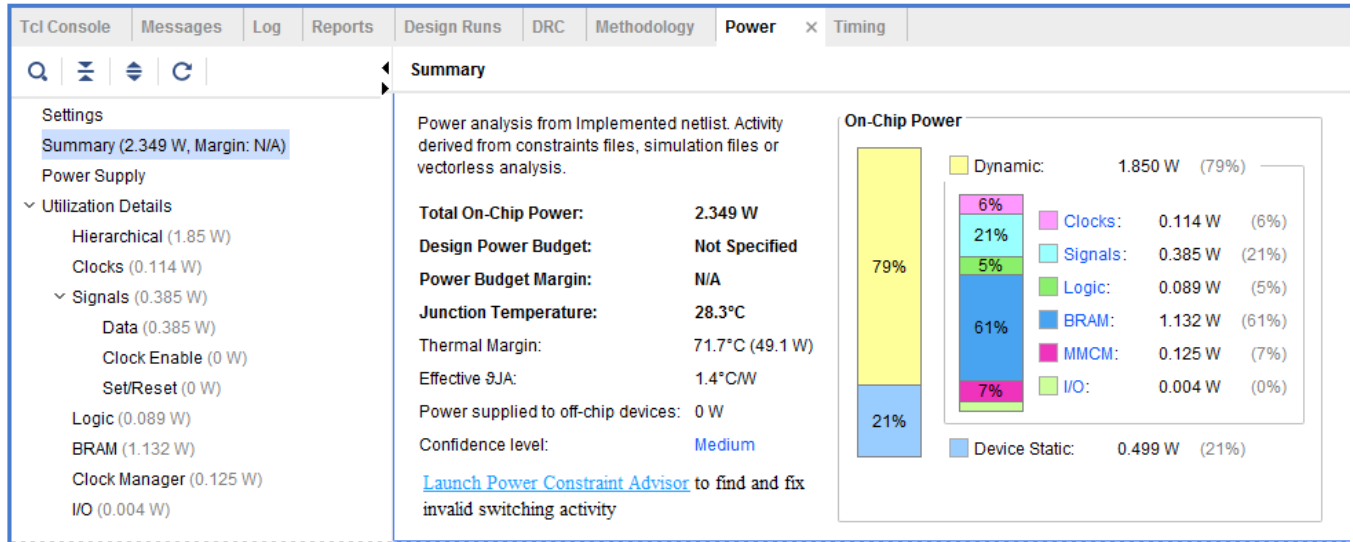 Tcl Console Messages Log Reports Design Runs DRC Methodology Power × Timing
Settings
Summary (2.349 W, Margin: N/A)
Power Supply
Utilization Details
Hierarchical (1.85 W)
Clocks (0.114 W)
Signals (0.385 W)
Data (0.385 W)
Clock Enable (0 W)
Set/Reset (0 W)
Logic (0.089 W)
BRAM (1.132 W)
Clock Manager (0.125 W)
I/O (0.004 W)
Summary
Power analysis from Implemented netlist. Activity
derived from constraints files, simulation files or
vectorless analysis.
Total On-Chip Power: 2.349 W
Design Power Budget: Not Specified
Power Budget Margin: N/A
Junction Temperature: 28.3°C
Thermal Margin: 71.7°C (49.1 W)
Effective ϑJA: 1.4°C/W
Power supplied to off-chip devices: 0 W
Confidence level: Medium
Launch Power Constraint Advisor to find and fix
invalid switching activity
On-Chip Power
79%
21%
Dynamic: 1.850 W (79%)
6%
21%
5%
61%
7%
Clocks: 0.114 W (6%)
Signals: 0.385 W (21%)
Logic: 0.089 W (5%)
BRAM: 1.132 W (61%)
MMCM: 0.125 W (7%)
I/O: 0.004 W (0%)
Device Static: 0.499 W (21%)